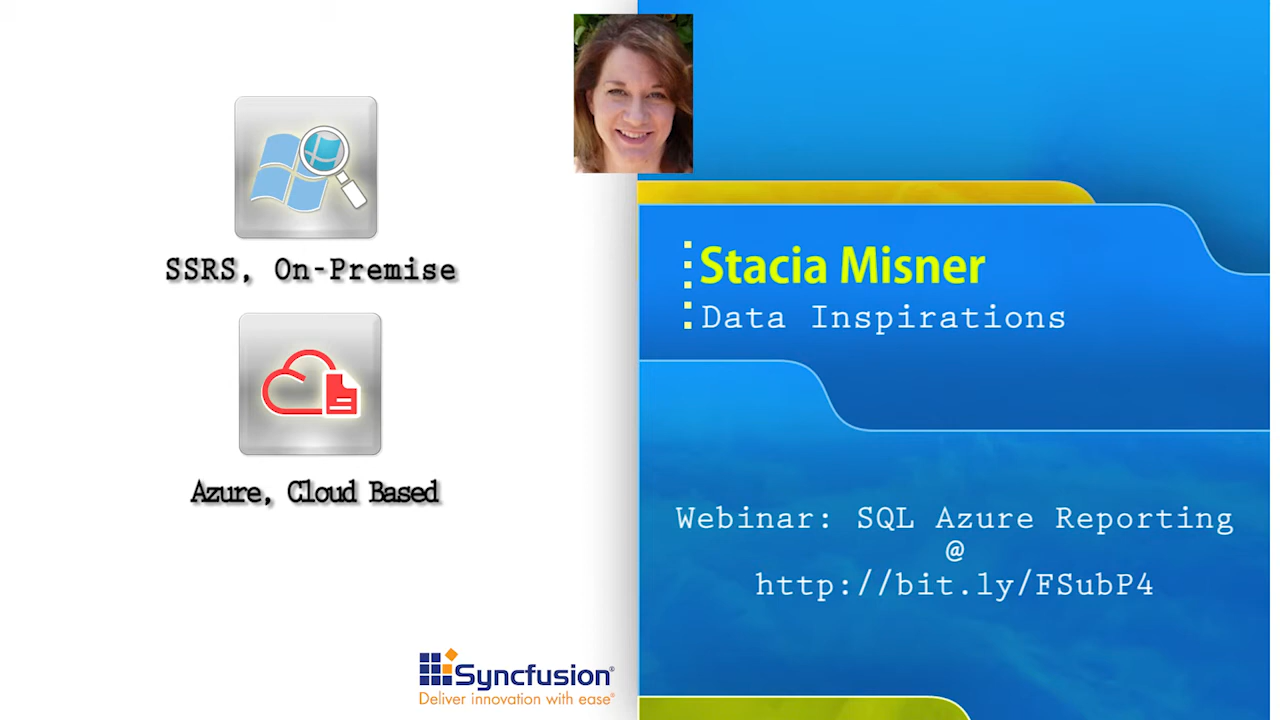 SSRS, On-Premise
Azure, Cloud Based
Syncfusion®
Deliver innovation with ease®
Stacia Misner
Data Inspirations
Webinar: SQL Azure Reporting
@
http://bit.ly/FSubP4